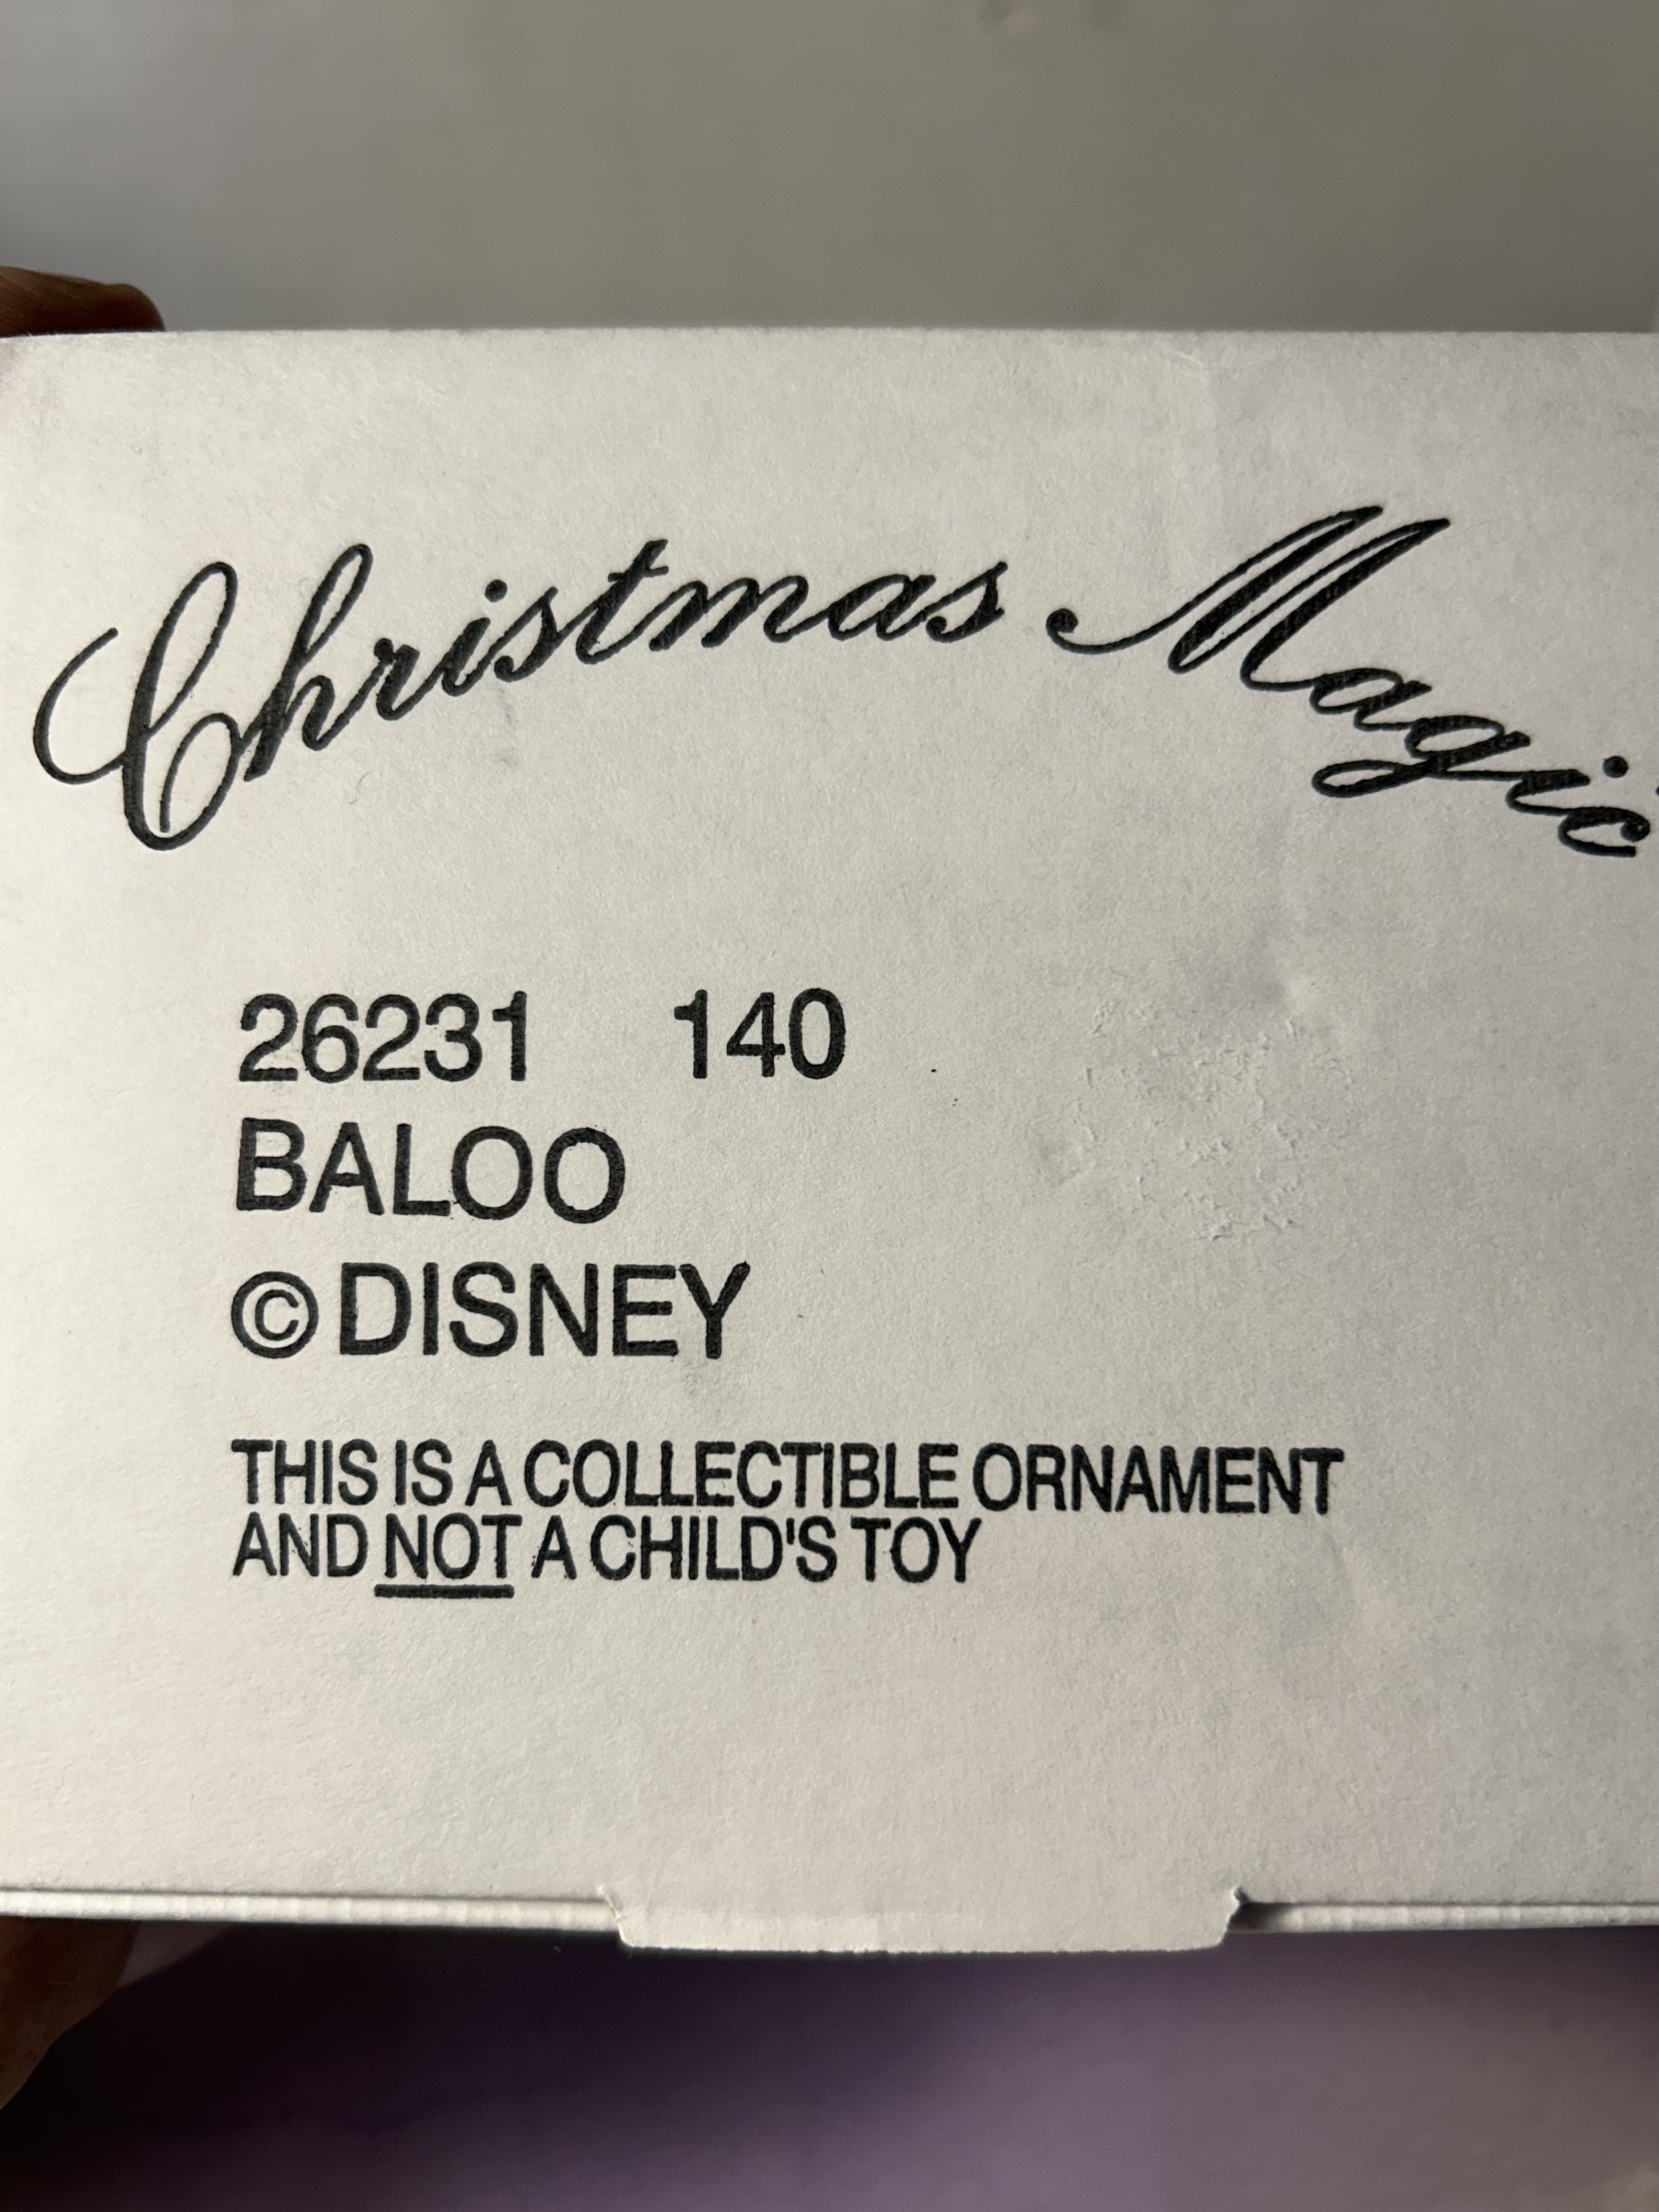 Christmas Magic
26231 140
BALOO
©DISNEY
THIS IS A COLLECTIBLE ORNAMENT
AND NOT A CHILD'S TOY